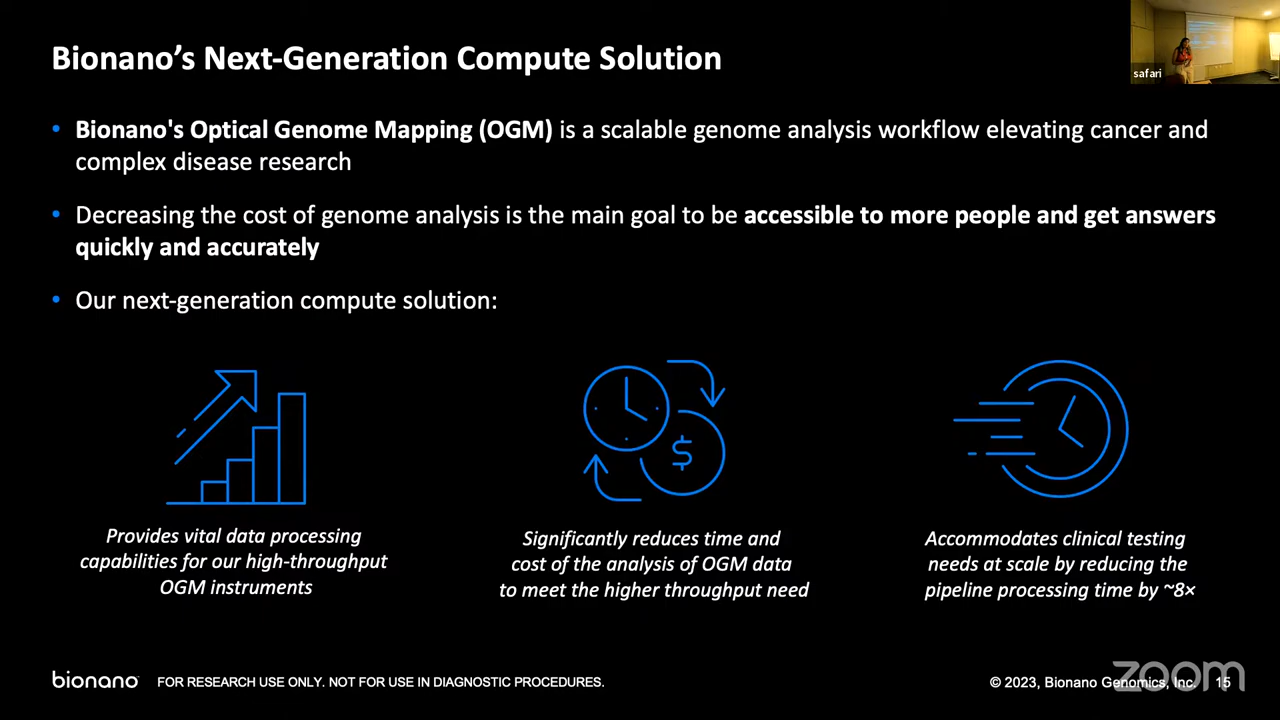 Bionano’s Next-Generation Compute Solution
safari
• Bionano's Optical Genome Mapping (OGM) is a scalable genome analysis workflow elevating cancer and
complex disease research
• Decreasing the cost of genome analysis is the main goal to be accessible to more people and get answers
quickly and accurately
• Our next-generation compute solution:
$
Provides vital data processing
capabilities for our high-throughput
OGM instruments
Significantly reduces time and
cost of the analysis of OGM data
to meet the higher throughput need
Accommodates clinical testing
needs at scale by reducing the
pipeline processing time by ~8×
bionano FOR RESEARCH USE ONLY. NOT FOR USE IN DIAGNOSTIC PROCEDURES.
© 2023, Bionano Genomics, Inc. 15
zoom